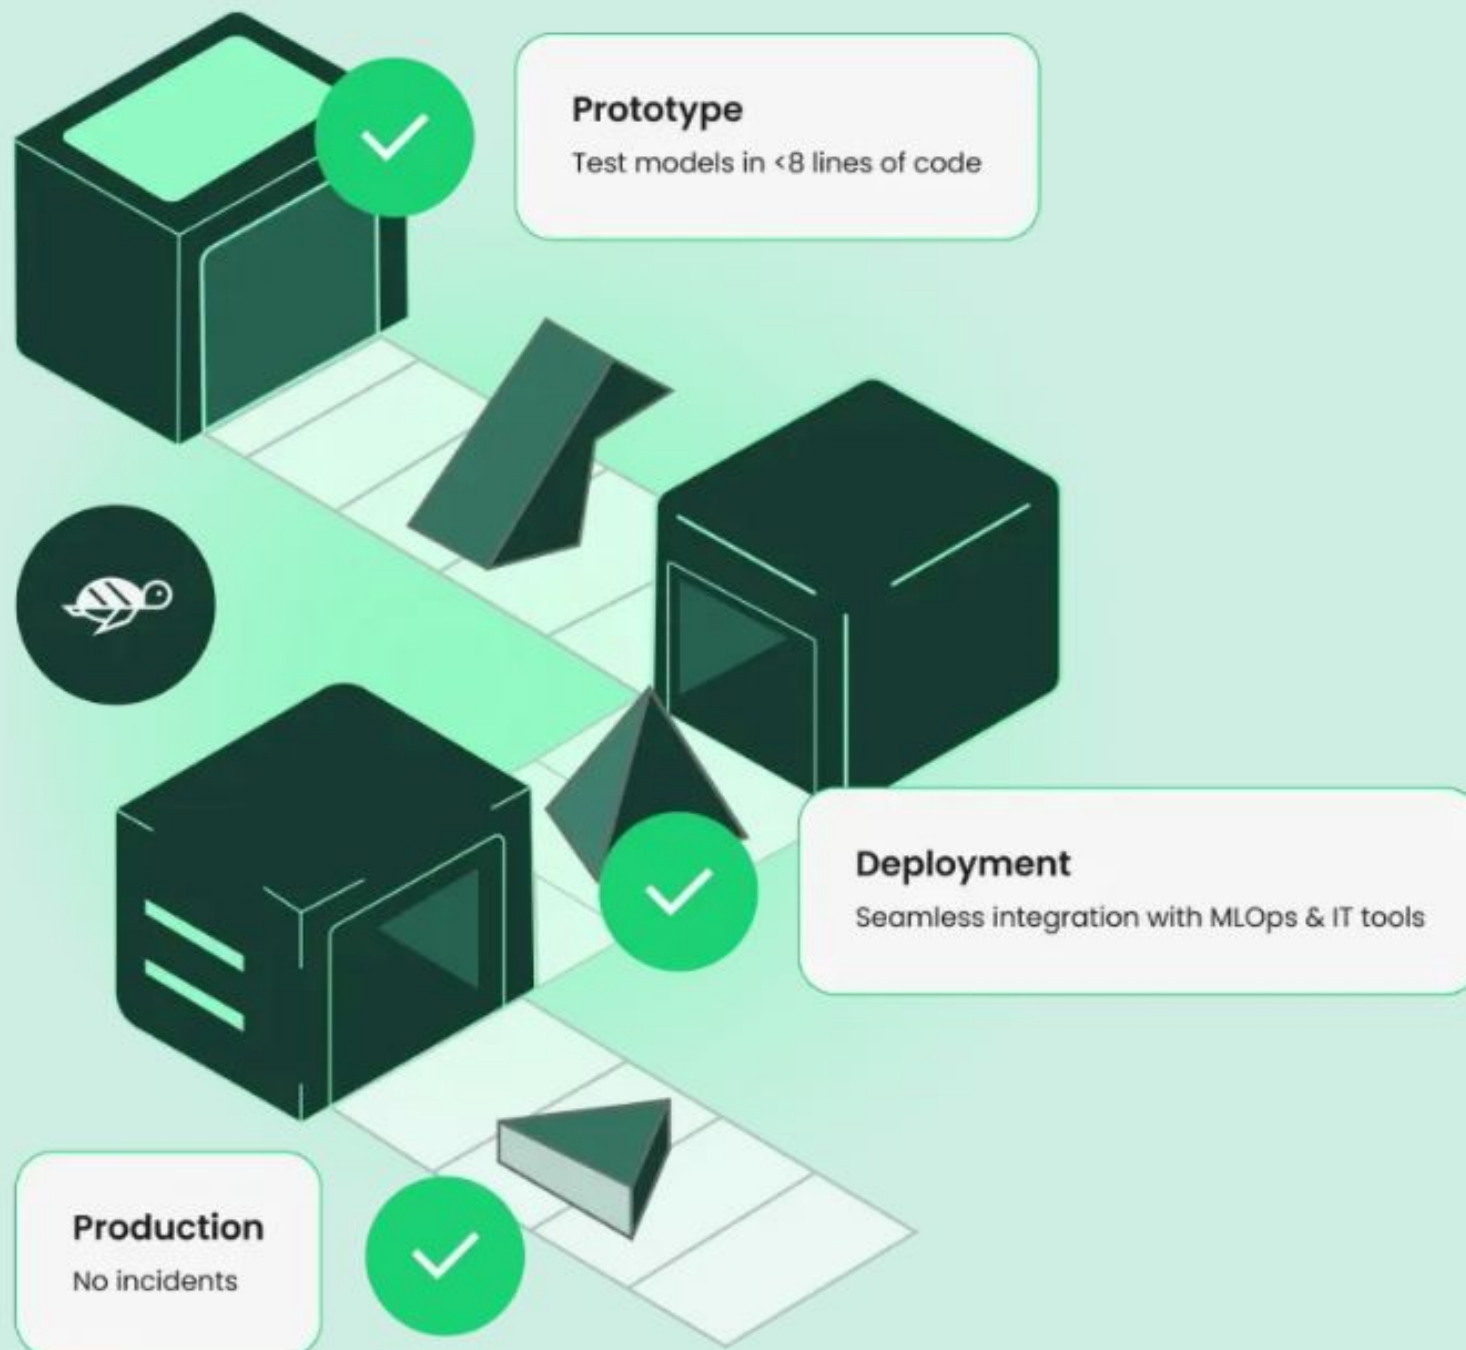 Prototype
Test models in <8 lines of code
Deployment
Seamless integration with MLOps & IT tools
Production
No incidents